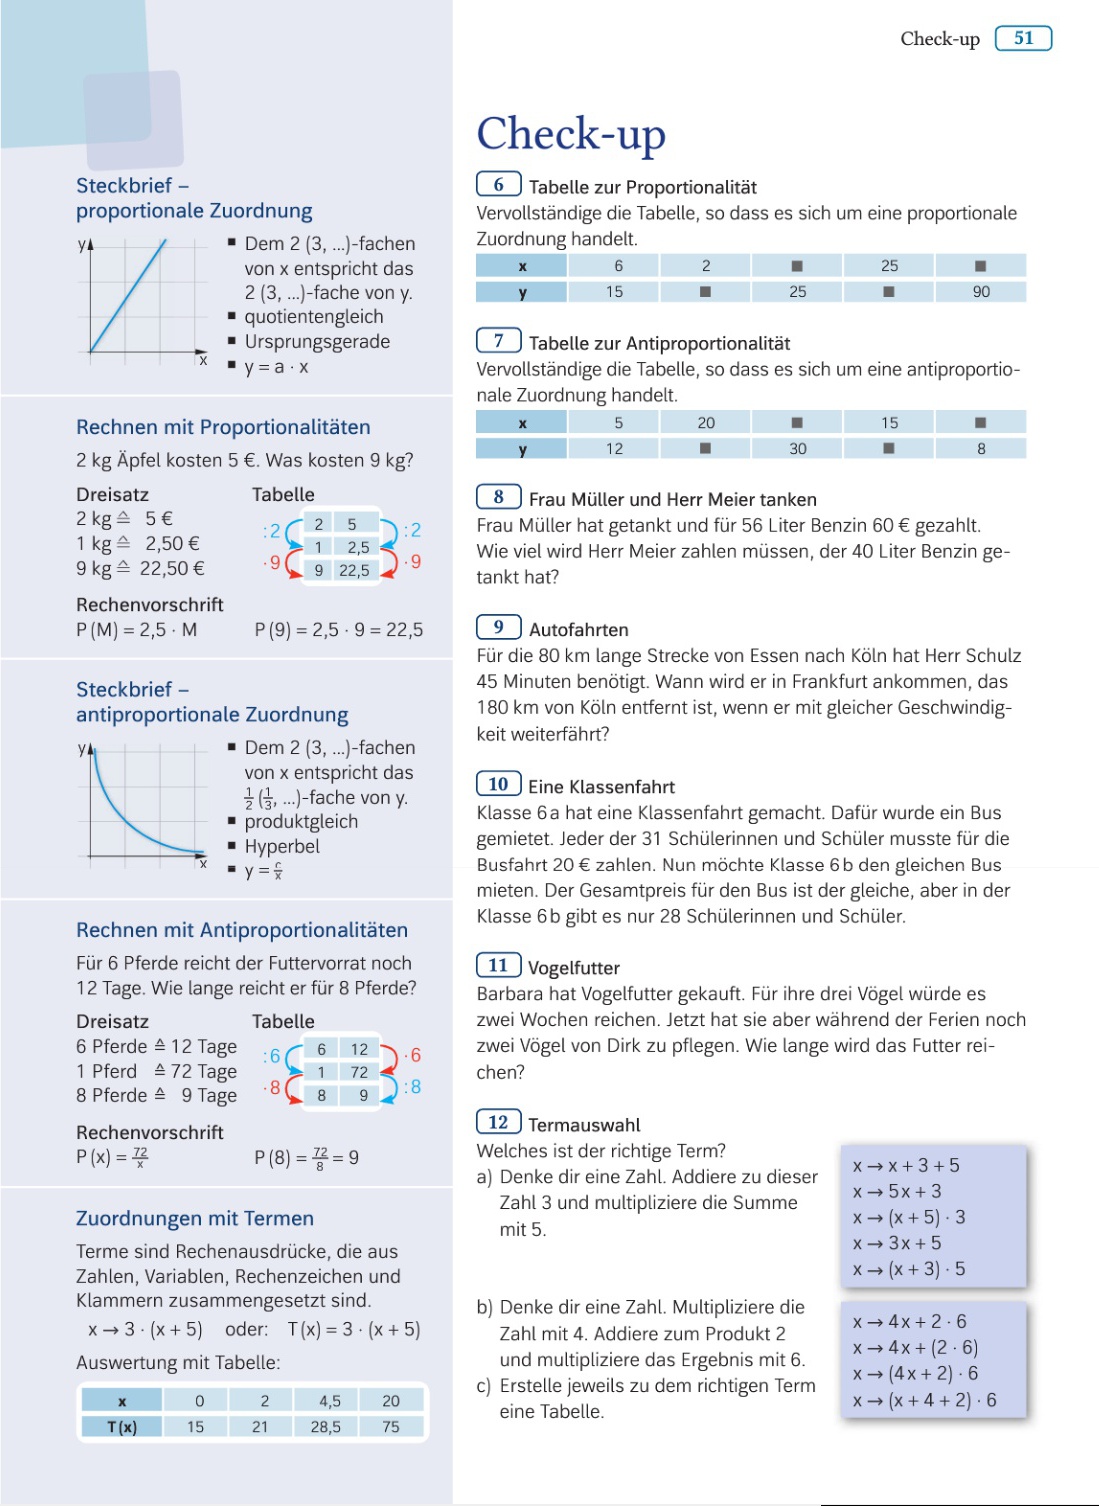 Check-up 51
Steckbrief –
proportionale Zuordnung
y
x
■ Dem 2 (3, ...)-fachen
von x entspricht das
2 (3, ...)-fache von y.
■ quotientengleich
■ Ursprungsgerade
■ y = a · x
Rechnen mit Proportionalitäten
2 kg Äpfel kosten 5 €. Was kosten 9 kg?
Dreisatz
2 kg ≙ 5 €
1 kg ≙ 2,50 €
9 kg ≙ 22,50 €
Tabelle
:2 2 5 :2
1 2,5
·9 9 22,5 ·9
Rechenvorschrift
P (M) = 2,5 · M P (9) = 2,5 · 9 = 22,5
Steckbrief –
antiproportionale Zuordnung
y
x
■ Dem 2 (3, ...)-fachen
von x entspricht das
1/2 (1/3, ...)-fache von y.
■ produktgleich
■ Hyperbel
■ y = c/x
Rechnen mit Antiproportionalitäten
Für 6 Pferde reicht der Futtervorrat noch
12 Tage. Wie lange reicht er für 8 Pferde?
Dreisatz
6 Pferde ≙ 12 Tage
1 Pferd ≙ 72 Tage
8 Pferde ≙ 9 Tage
Tabelle
:6 6 12 ·6
1 72
·8 8 9 :8
Rechenvorschrift
P (x) = 72/x P (8) = 72/8 = 9
Zuordnungen mit Termen
Terme sind Rechenausdrücke, die aus
Zahlen, Variablen, Rechenzeichen und
Klammern zusammengesetzt sind.
x → 3 · (x + 5) oder: T (x) = 3 · (x + 5)
Auswertung mit Tabelle:
x 0 2 4,5 20
T (x) 15 21 28,5 75
Check-up
6 Tabelle zur Proportionalität
Vervollständige die Tabelle, so dass es sich um eine proportionale
Zuordnung handelt.
x 6 2 ■ 25 ■
y 15 ■ 25 ■ 90
7 Tabelle zur Antiproportionalität
Vervollständige die Tabelle, so dass es sich um eine antiproportio-
nale Zuordnung handelt.
x 5 20 ■ 15 ■
y 12 ■ 30 ■ 8
8 Frau Müller und Herr Meier tanken
Frau Müller hat getankt und für 56 Liter Benzin 60 € gezahlt.
Wie viel wird Herr Meier zahlen müssen, der 40 Liter Benzin ge-
tankt hat?
9 Autofahrten
Für die 80 km lange Strecke von Essen nach Köln hat Herr Schulz
45 Minuten benötigt. Wann wird er in Frankfurt ankommen, das
180 km von Köln entfernt ist, wenn er mit gleicher Geschwindig-
keit weiterfährt?
10 Eine Klassenfahrt
Klasse 6 a hat eine Klassenfahrt gemacht. Dafür wurde ein Bus
gemietet. Jeder der 31 Schülerinnen und Schüler musste für die
Busfahrt 20 € zahlen. Nun möchte Klasse 6 b den gleichen Bus
mieten. Der Gesamtpreis für den Bus ist der gleiche, aber in der
Klasse 6 b gibt es nur 28 Schülerinnen und Schüler.
11 Vogelfutter
Barbara hat Vogelfutter gekauft. Für ihre drei Vögel würde es
zwei Wochen reichen. Jetzt hat sie aber während der Ferien noch
zwei Vögel von Dirk zu pflegen. Wie lange wird das Futter rei-
chen?
12 Termauswahl
Welches ist der richtige Term?
a) Denke dir eine Zahl. Addiere zu dieser
Zahl 3 und multipliziere die Summe
mit 5.
x → x + 3 + 5
x → 5 x + 3
x → (x + 5) · 3
x → 3 x + 5
x → (x + 3) · 5
b) Denke dir eine Zahl. Multipliziere die
Zahl mit 4. Addiere zum Produkt 2
und multipliziere das Ergebnis mit 6.
c) Erstelle jeweils zu dem richtigen Term
eine Tabelle.
x → 4 x + 2 · 6
x → 4 x + (2 · 6)
x → (4 x + 2) · 6
x → (x + 4 + 2) · 6